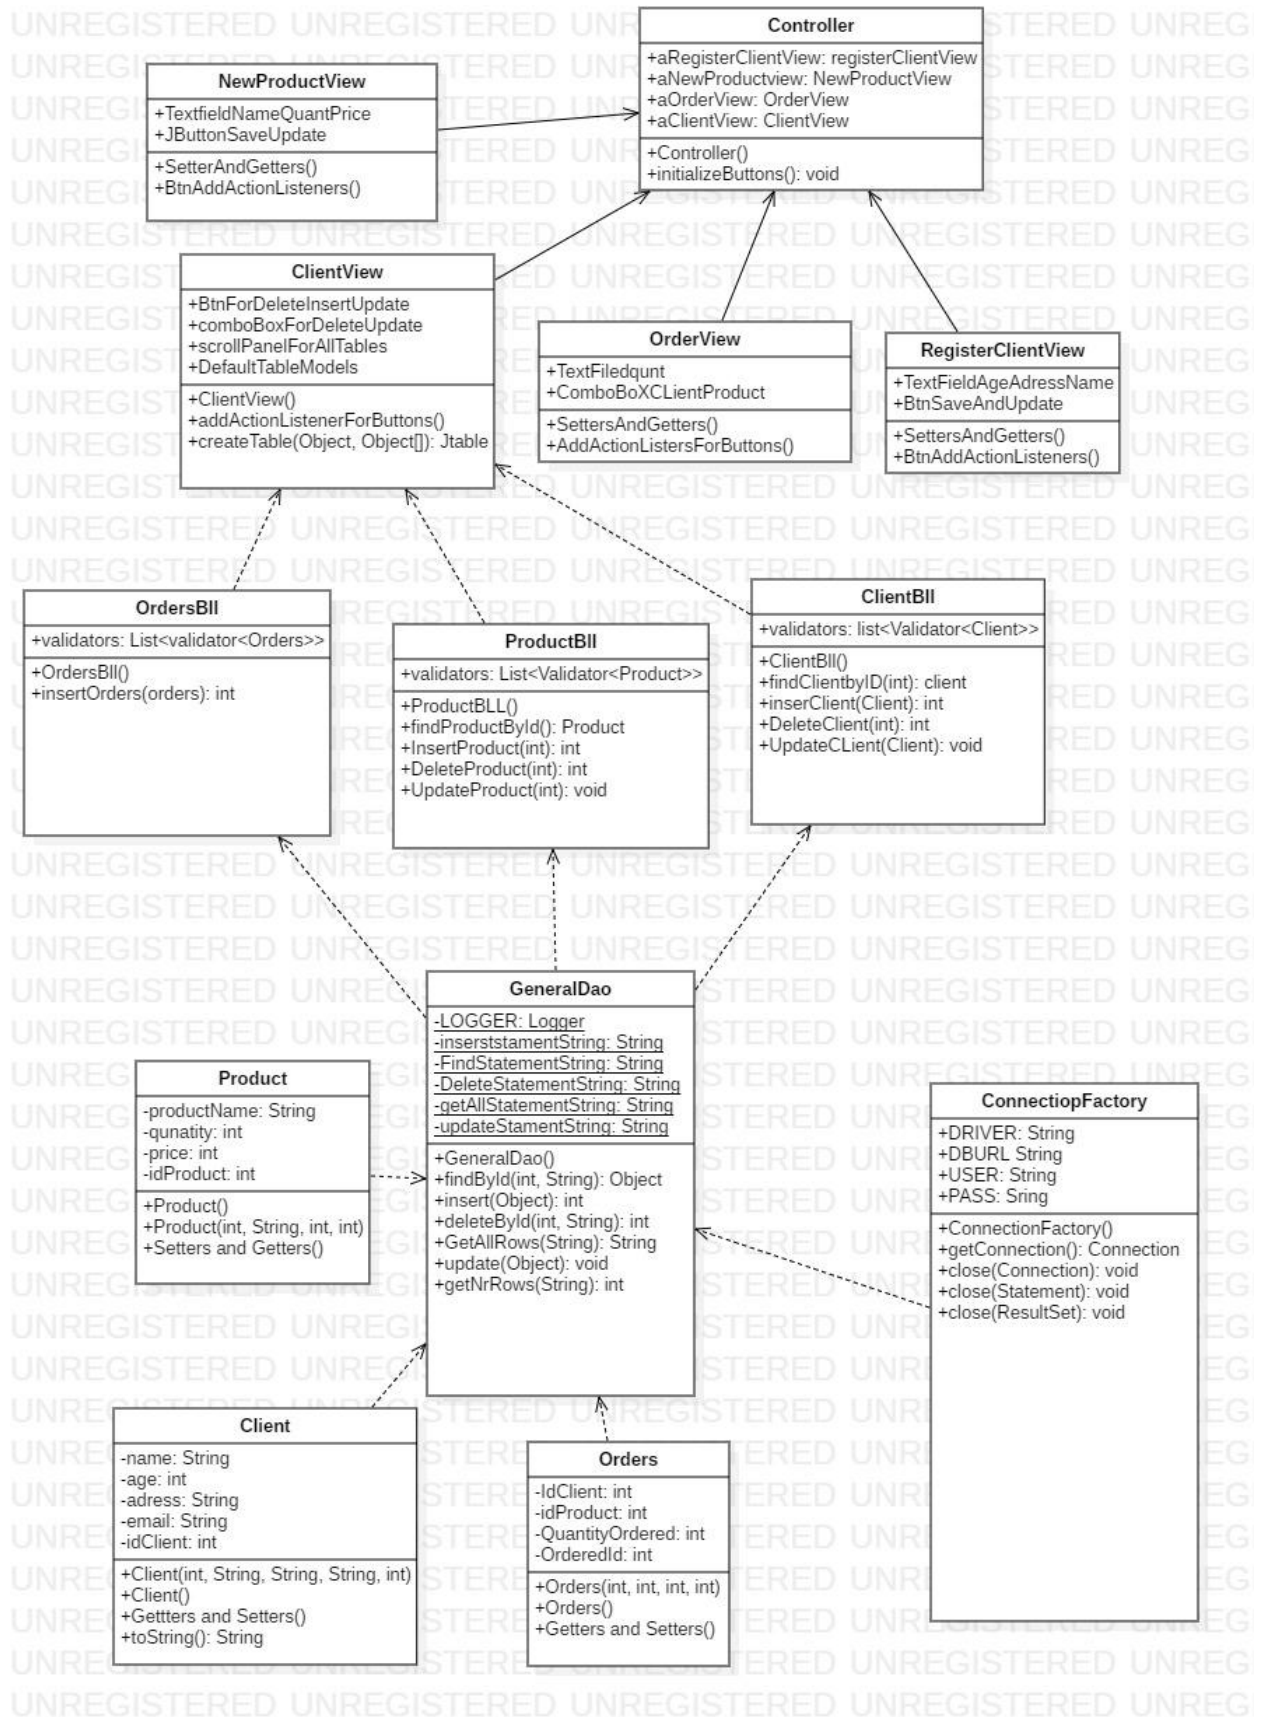 Controller
+aRegisterClientView: registerClientView
+aNewProductview: NewProductView
+aOrderView: OrderView
+aClientView: ClientView
+Controller()
+initializeButtons(): void
NewProductView
+TextfieldNameQuantPrice
+JButtonSaveUpdate
+SetterAndGetters()
+BtnAddActionListeners()
ClientView
+BtnForDeleteInsertUpdate
+comboBoxForDeleteUpdate
+scrollPanelForAllTables
+DefaultTableModels
+ClientView()
+addActionListenerForButtons()
+createTable(Object, Object[]): Jtable
OrderView
+TextFiledqunt
+ComboBoXCLientProduct
+SettersAndGetters()
+AddActionListersForButtons()
RegisterClientView
+TextFieldAgeAdressName
+BtnSaveAndUpdate
+SettersAndGetters()
+BtnAddActionListeners()
OrdersBll
+validators: List<validator<Orders>>
+OrdersBll()
+insertOrders(orders): int
ProductBll
+validators: List<Validator<Product>>
+ProductBLL()
+findProductById(): Product
+InsertProduct(int): int
+DeleteProduct(int): int
+UpdateProduct(int): void
ClientBll
+validators: list<Validator<Client>>
+ClientBll()
+findClientbyID(int): client
+inserClient(Client): int
+DeleteClient(int): int
+UpdateCLient(Client): void
GeneralDao
-LOGGER: Logger
-inserststamentString: String
-FindStatementString: String
-DeleteStatementString: String
-getAllStatementString: String
-updateStamentString: String
+GeneralDao()
+findById(int, String): Object
+insert(Object): int
+deleteById(int, String): int
+GetAllRows(String): String
+update(Object): void
+getNrRows(String): int
Product
-productName: String
-qunatity: int
-price: int
-idProduct: int
+Product()
+Product(int, String, int, int)
+Setters and Getters()
ConnectiopFactory
+DRIVER: String
+DBURL String
+USER: String
+PASS: Sring
+ConnectionFactory()
+getConnection(): Connection
+close(Connection): void
+close(Statement): void
+close(ResultSet): void
Client
-name: String
-age: int
-adress: String
-email: String
-idClient: int
+Client(int, String, String, String, int)
+Client()
+Gettters and Setters()
+toString(): String
Orders
-IdClient: int
-idProduct: int
-QuantityOrdered: int
-OrderedId: int
+Orders(int, int, int, int)
+Orders()
+Getters and Setters()